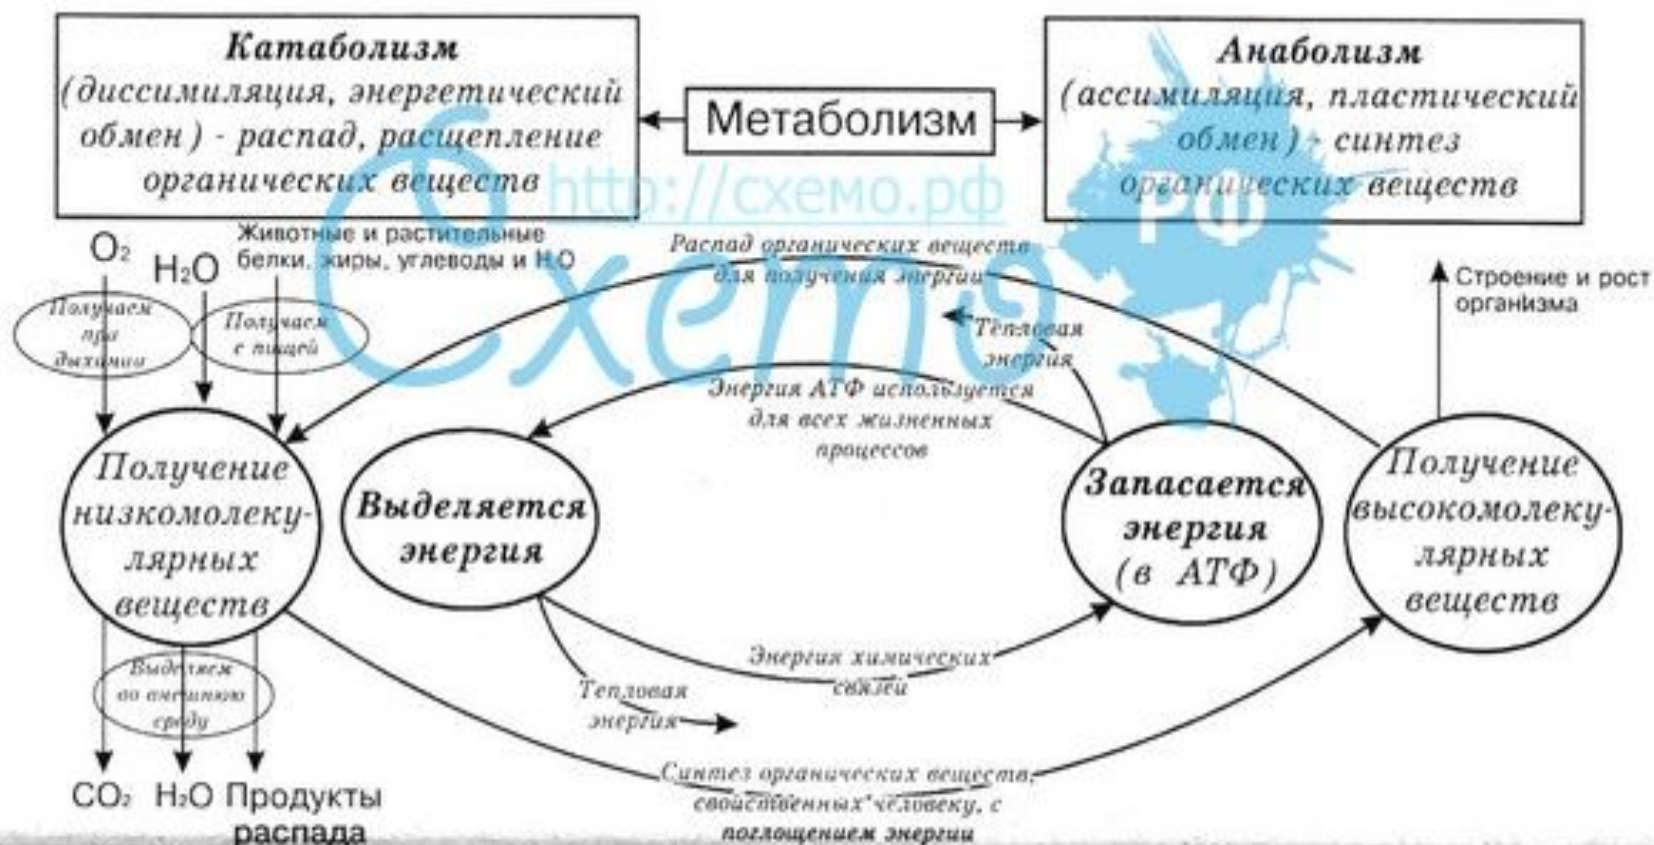 Катаболизм
(диссимиляция, энергетический
обмен) - распад, расщепление
органических веществ
Метаболизм
Анаболизм
(ассимиляция, пластический
обмен) - синтез
органических веществ
http://схемо.рф
Схемо
РФ
O₂
H₂O
Животные и растительные
белки, жиры, углеводы и H₂O
Получаем
при
дыхании
Получаем
с пищей
Распад органических веществ
для получения энергии
Тепловая
энергия
Энергия АТФ используется
для всех жизненных
процессов
Строение и рост
организма
Получение
низкомолеку-
лярных
веществ
Выделяется
энергия
Запасается
энергия
(в АТФ)
Получение
высокомолеку-
лярных
веществ
Выделяем
во внешнюю
среду
Тепловая
энергия
Энергия химических
связей
CO₂ H₂O Продукты
распада
Синтез органических веществ,
свойственных человеку, с
поглощением энергии